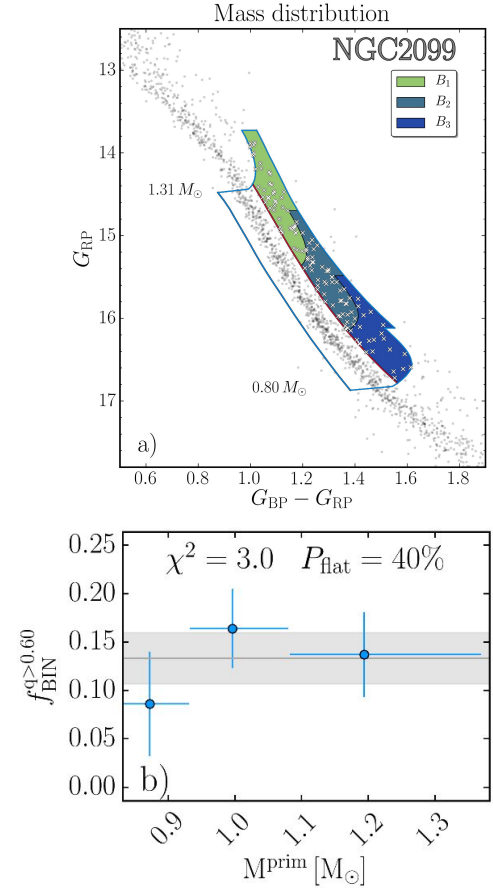 Mass distribution
NGC2099
B₁
B₂
B₃
13
14
15
16
17
G_RP
1.31 M⊙
0.80 M⊙
a)
0.6 0.8 1.0 1.2 1.4 1.6 1.8
G_BP − G_RP
χ² = 3.0 P_flat = 40%
0.25
0.20
0.15
0.10
0.05
0.00
f_BIN^q>0.60
b)
0.9 1.0 1.1 1.2 1.3
M^prim [M⊙]